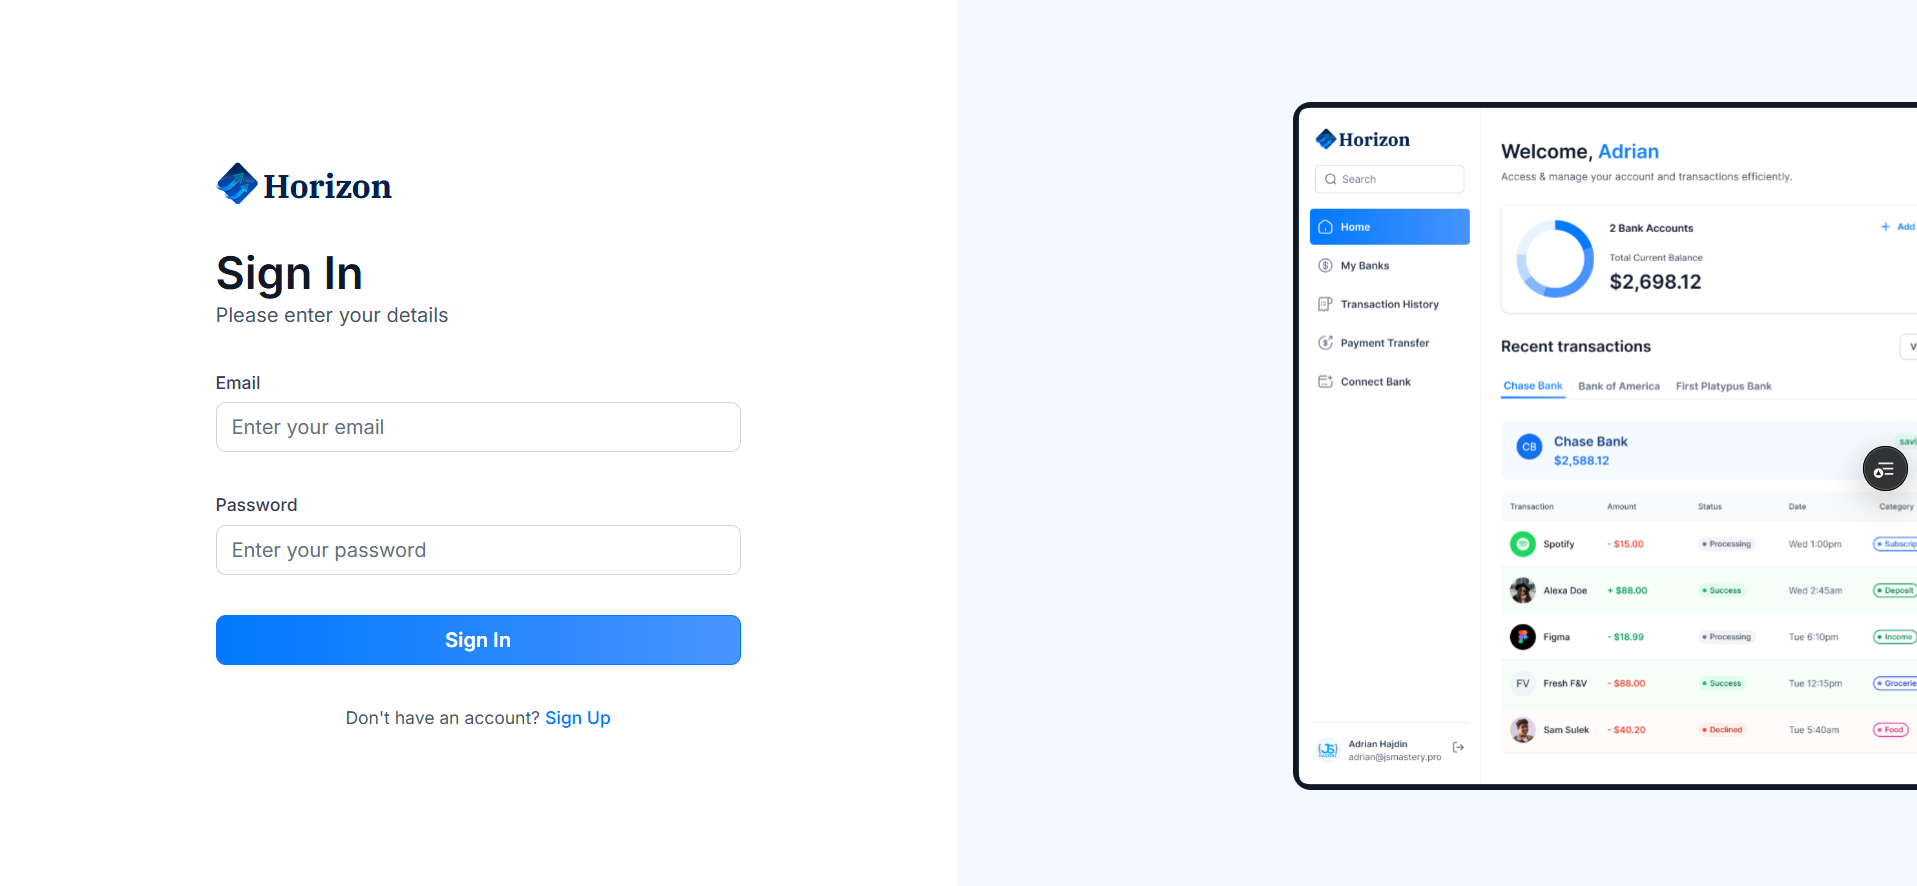 Horizon
Sign In
Please enter your details
Email
Enter your email
Password
Enter your password
Sign In
Don't have an account? Sign Up
Horizon
Search
Home
My Banks
Transaction History
Payment Transfer
Connect Bank
Adrian Hajdin
adrian@jsmastery.pro
Welcome, Adrian
Access & manage your account and transactions efficiently.
2 Bank Accounts
+ Add
Total Current Balance
$2,698.12
Recent transactions
V
Chase Bank Bank of America First Platypus Bank
CB Chase Bank savi
$2,588.12
Transaction Amount Status Date Category
Spotify - $15.00 Processing Wed 1:00pm Subscrip
Alexa Doe + $88.00 Success Wed 2:45am Deposit
Figma - $18.99 Processing Tue 6:10pm Income
FV Fresh F&V - $88.00 Success Tue 12:15pm Grocerie
Sam Sulek - $40.20 Declined Tue 5:40am Food